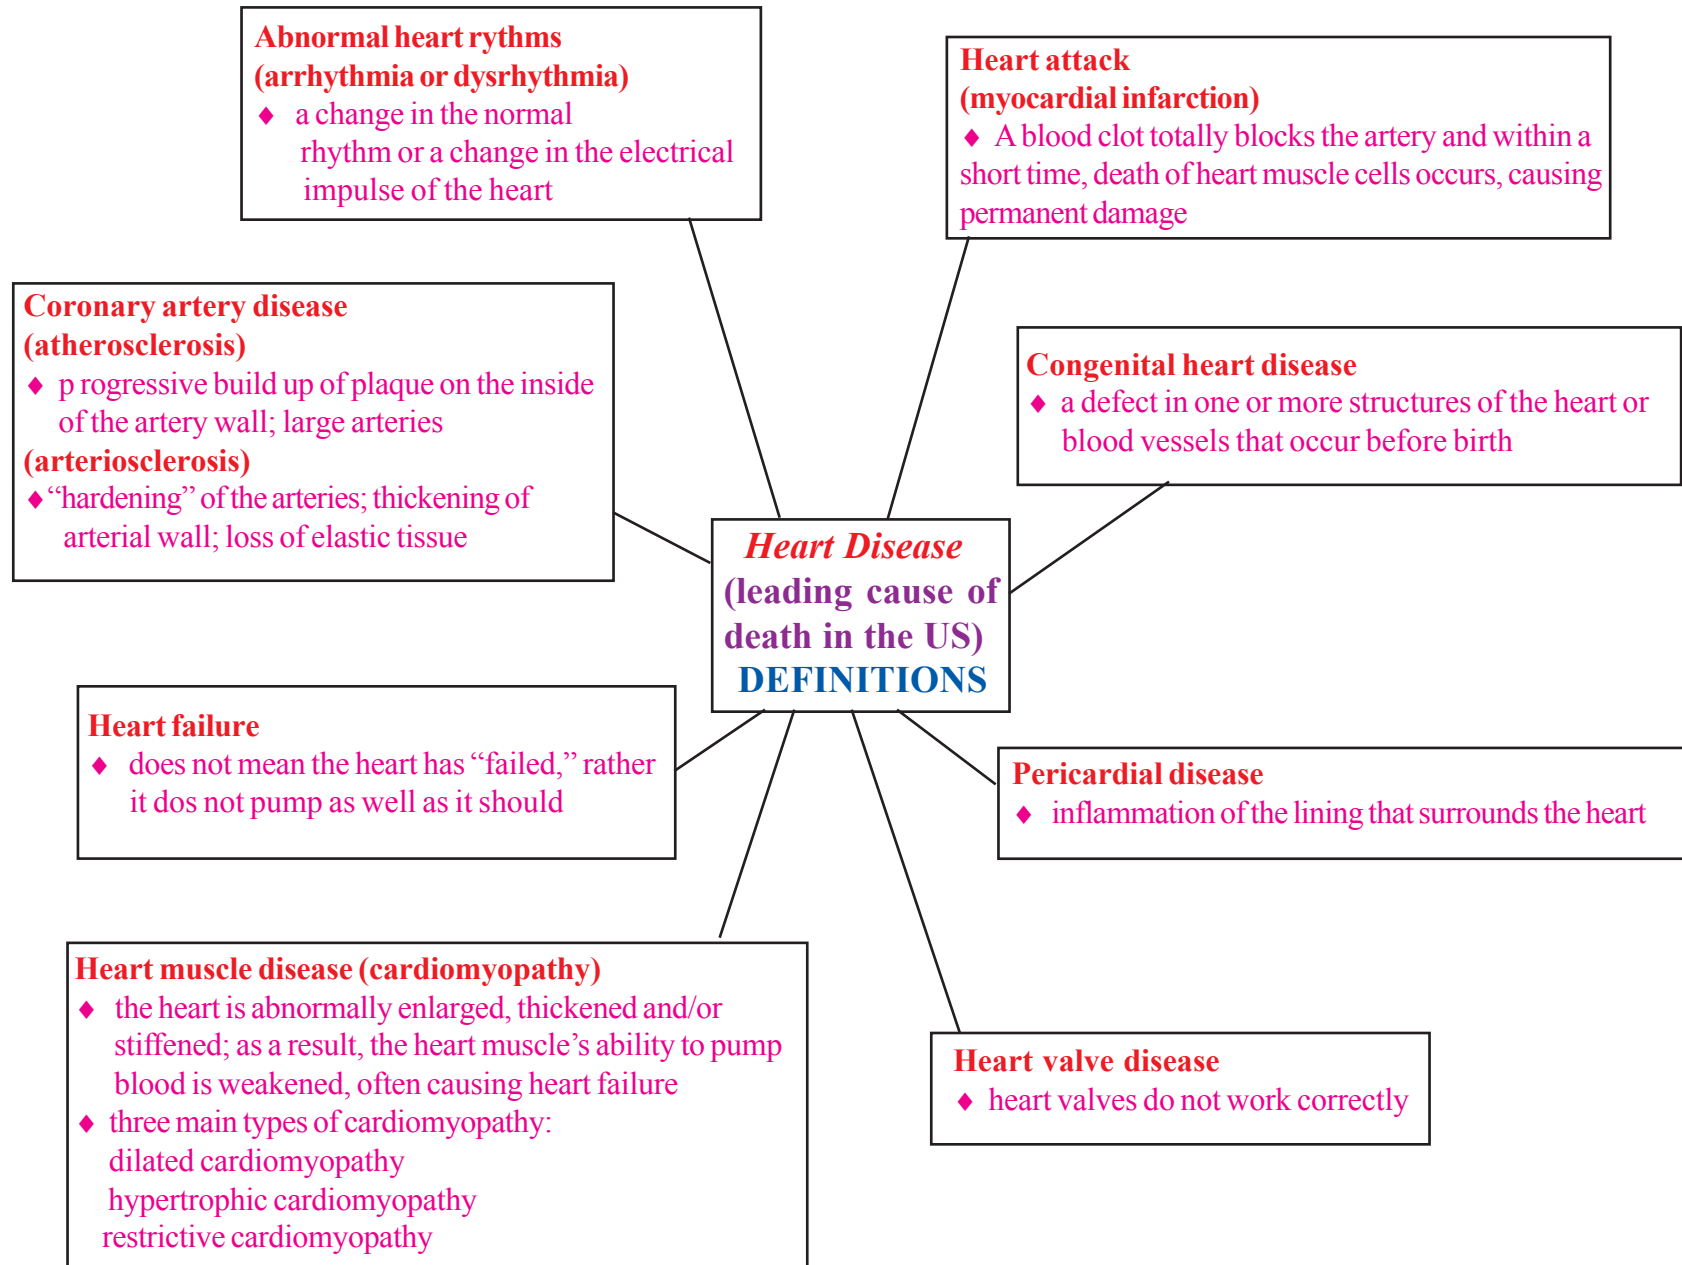 Abnormal heart rythms
(arrhythmia or dysrhythmia)
♦ a change in the normal
rhythm or a change in the electrical
impulse of the heart
Heart attack
(myocardial infarction)
♦ A blood clot totally blocks the artery and within a
short time, death of heart muscle cells occurs, causing
permanent damage
Coronary artery disease
(atherosclerosis)
♦ p rogressive build up of plaque on the inside
of the artery wall; large arteries
(arteriosclerosis)
♦ “hardening” of the arteries; thickening of
arterial wall; loss of elastic tissue
Congenital heart disease
♦ a defect in one or more structures of the heart or
blood vessels that occur before birth
Heart Disease
(leading cause of
death in the US)
DEFINITIONS
Heart failure
♦ does not mean the heart has “failed,” rather
it dos not pump as well as it should
Pericardial disease
♦ inflammation of the lining that surrounds the heart
Heart muscle disease (cardiomyopathy)
♦ the heart is abnormally enlarged, thickened and/or
stiffened; as a result, the heart muscle’s ability to pump
blood is weakened, often causing heart failure
♦ three main types of cardiomyopathy:
dilated cardiomyopathy
hypertrophic cardiomyopathy
restrictive cardiomyopathy
Heart valve disease
♦ heart valves do not work correctly